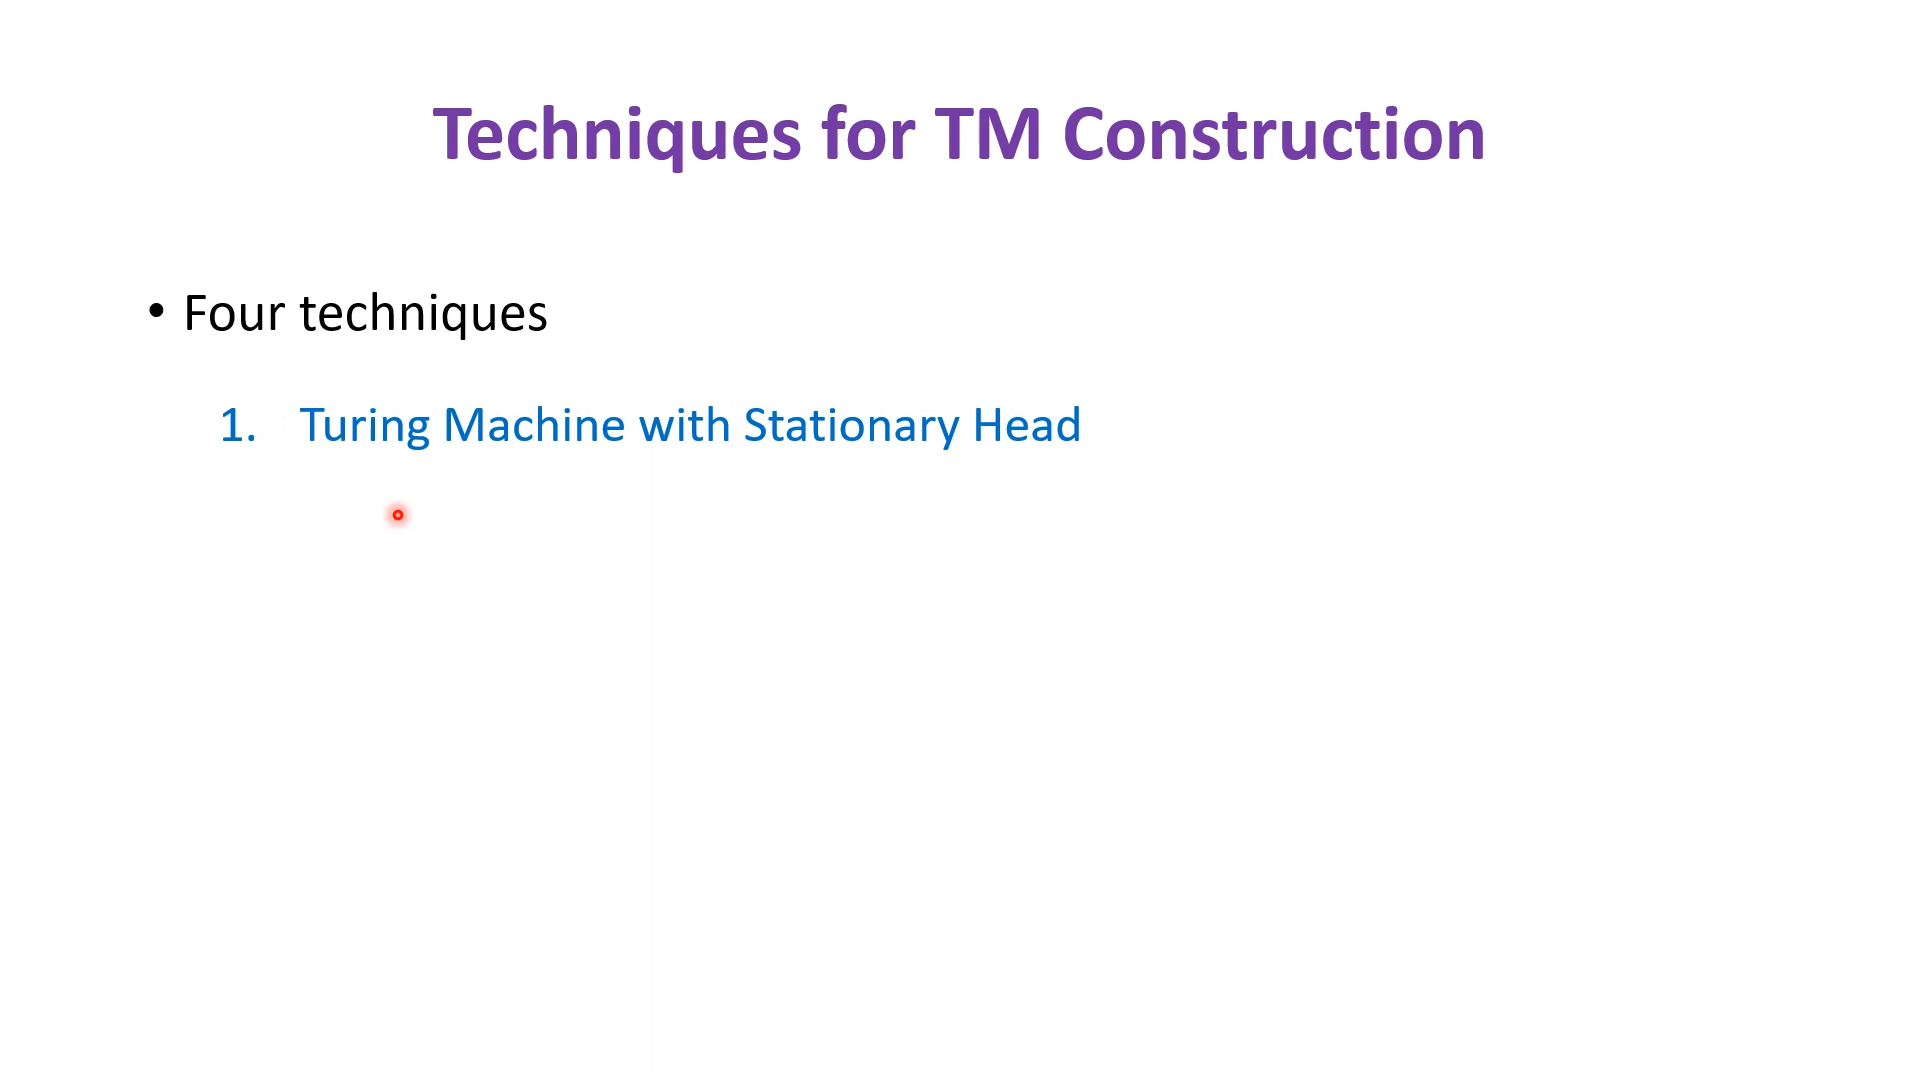 Techniques for TM Construction
• Four techniques
1. Turing Machine with Stationary Head